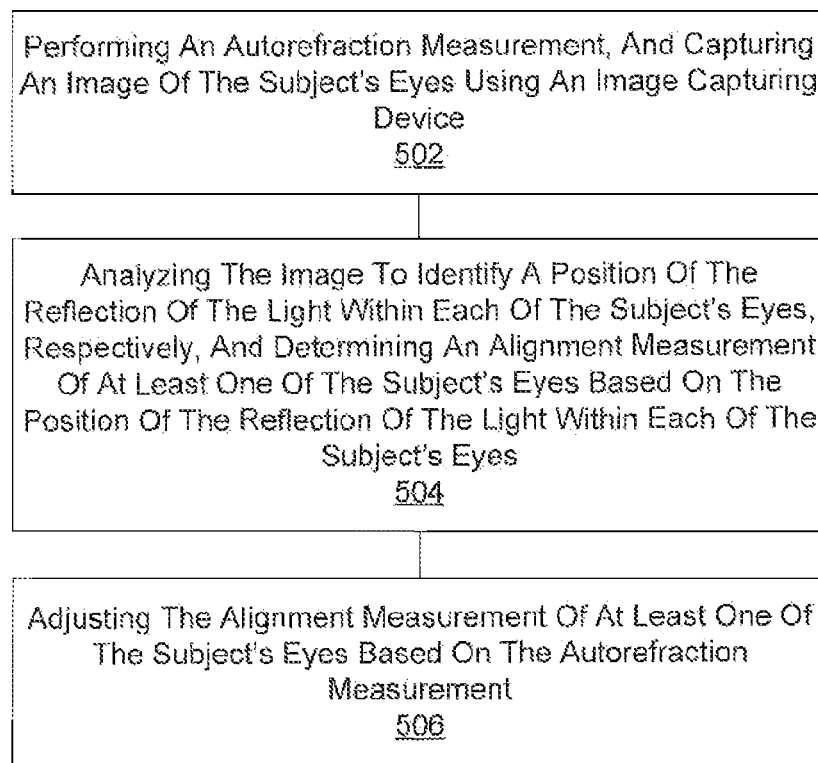 Performing An Autorefraction Measurement, And Capturing
An Image Of The Subject's Eyes Using An Image Capturing
Device
502
Analyzing The Image To Identify A Position Of The
Reflection Of The Light Within Each Of The Subject's Eyes,
Respectively, And Determining An Alignment Measurement
Of At Least One Of The Subject's Eyes Based On The
Position Of The Reflection Of The Light Within Each Of The
Subject's Eyes
504
Adjusting The Alignment Measurement Of At Least One Of
The Subject's Eyes Based On The Autorefraction
Measurement
506